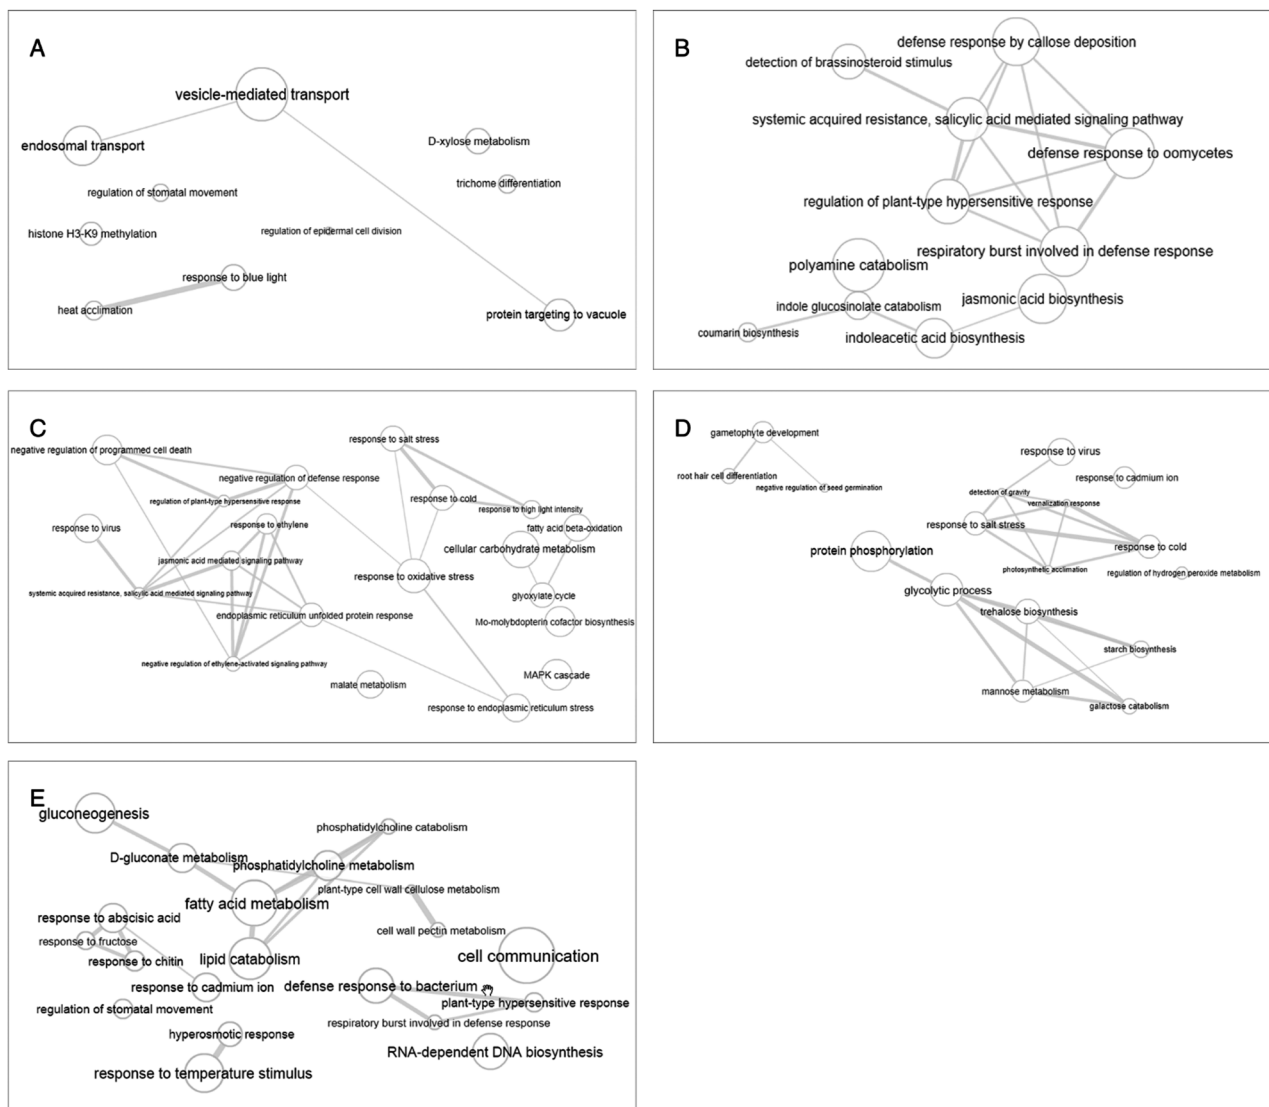 A
vesicle-mediated transport
endosomal transport
D-xylose metabolism
trichome differentiation
regulation of stomatal movement
histone H3-K9 methylation
regulation of epidermal cell division
response to blue light
heat acclimation
protein targeting to vacuole
B
defense response by callose deposition
detection of brassinosteroid stimulus
systemic acquired resistance, salicylic acid mediated signaling pathway
defense response to oomycetes
regulation of plant-type hypersensitive response
respiratory burst involved in defense response
polyamine catabolism
jasmonic acid biosynthesis
indole glucosinolate catabolism
coumarin biosynthesis
indoleacetic acid biosynthesis
C
response to salt stress
negative regulation of programmed cell death
negative regulation of defense response
regulation of plant-type hypersensitive response
response to cold
response to high light intensity
response to virus
response to ethylene
fatty acid beta-oxidation
cellular carbohydrate metabolism
jasmonic acid mediated signaling pathway
response to oxidative stress
systemic acquired resistance, salicylic acid mediated signaling pathway
glyoxylate cycle
endoplasmic reticulum unfolded protein response
Mo-molybdopterin cofactor biosynthesis
negative regulation of ethylene-activated signaling pathway
MAPK cascade
malate metabolism
response to endoplasmic reticulum stress
D
gametophyte development
root hair cell differentiation
negative regulation of seed germination
response to virus
response to cadmium ion
detection of gravity
vernalization response
response to salt stress
protein phosphorylation
response to cold
photosynthetic acclimation
regulation of hydrogen peroxide metabolism
glycolytic process
trehalose biosynthesis
starch biosynthesis
mannose metabolism
galactose catabolism
E
gluconeogenesis
phosphatidylcholine catabolism
D-gluconate metabolism
phosphatidylcholine metabolism
plant-type cell wall cellulose metabolism
fatty acid metabolism
response to abscisic acid
cell wall pectin metabolism
response to fructose
response to chitin
lipid catabolism
cell communication
response to cadmium ion
defense response to bacterium
plant-type hypersensitive response
regulation of stomatal movement
respiratory burst involved in defense response
hyperosmotic response
RNA-dependent DNA biosynthesis
response to temperature stimulus